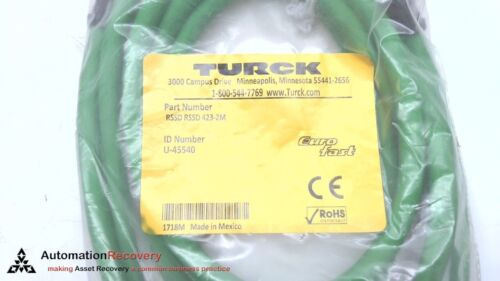 TURCK
3000 Campus Drive Minneapolis, Minnesota 55441-2656
1-800-544-7769 www.Turck.com
Part Number
RSSD RSSD 423-2M
ID Number
U-45540
euro fast
CE
RoHS
1718M Made in Mexico
AutomationRecovery
making Asset Recovery a common business practice